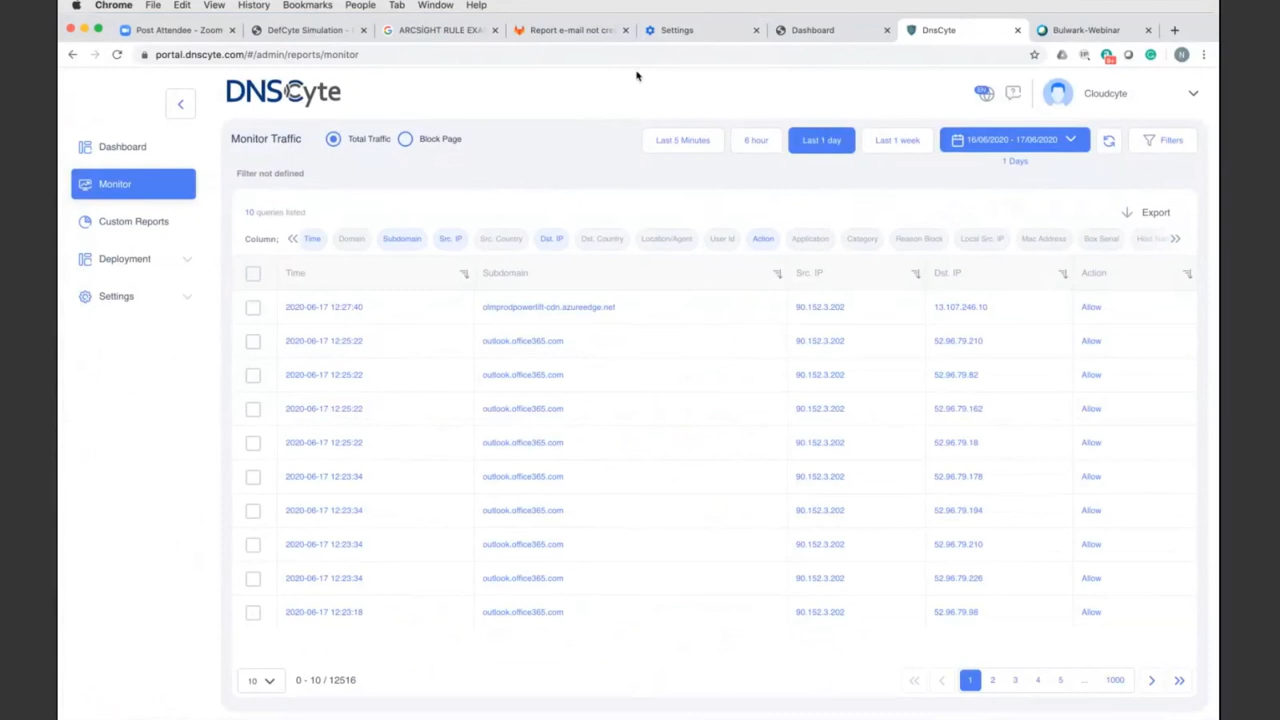 Chrome File Edit View History Bookmarks People Tab Window Help
Post Attendee - Zoom × DefCyte Simulation - × ARCSIGHT RULE EXA × Report e-mail not cre × Settings × Dashboard × DnsCyte × Bulwark-Webinar × +
portal.dnscyte.com/#/admin/reports/monitor
9+ N
DNSCyte
EN Cloudcyte
Dashboard
Monitor
Custom Reports
Deployment
Settings
Monitor Traffic Total Traffic Block Page Last 5 Minutes 6 hour Last 1 day Last 1 week 16/06/2020 - 17/06/2020 Filters
1 Days
Filter not defined
10 queries listed Export
Column; Time Domain Subdomain Src. IP Src. Country Dst. IP Dst. Country Location/Agent User Id Action Application Category Reason Block Local Src. IP Mac Address Box Serial
Time Subdomain Src. IP Dst. IP Action
2020-06-17 12:27:40 olmprodpowerlift-cdn.azureedge.net 90.152.3.202 13.107.246.10 Allow
2020-06-17 12:25:22 outlook.office365.com 90.152.3.202 52.96.79.210 Allow
2020-06-17 12:25:22 outlook.office365.com 90.152.3.202 52.96.79.82 Allow
2020-06-17 12:25:22 outlook.office365.com 90.152.3.202 52.96.79.162 Allow
2020-06-17 12:25:22 outlook.office365.com 90.152.3.202 52.96.79.18 Allow
2020-06-17 12:23:34 outlook.office365.com 90.152.3.202 52.96.79.178 Allow
2020-06-17 12:23:34 outlook.office365.com 90.152.3.202 52.96.79.194 Allow
2020-06-17 12:23:34 outlook.office365.com 90.152.3.202 52.96.79.210 Allow
2020-06-17 12:23:34 outlook.office365.com 90.152.3.202 52.96.79.226 Allow
2020-06-17 12:23:18 outlook.office365.com 90.152.3.202 52.96.79.98 Allow
10 0 - 10 / 12516 1 2 3 4 5 ... 1000